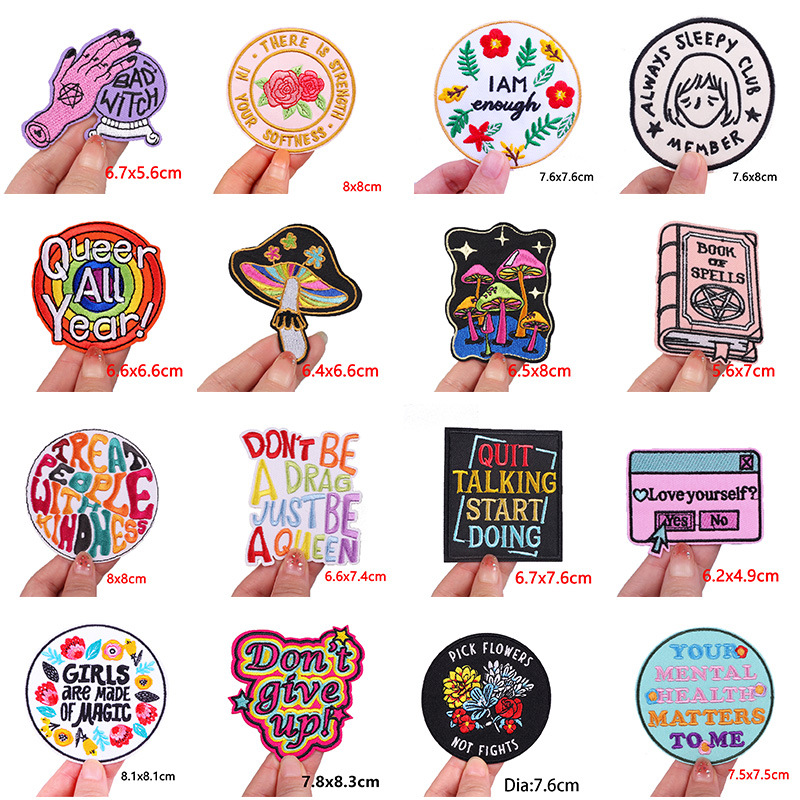 BAD
WITCH
6.7x5.6cm
THERE IS STRENGTH
IN YOUR SOFTNESS
8x8cm
I AM
enough
7.6x7.6cm
ALWAYS SLEEPY CLUB
MEMBER
7.6x8cm
Queer
All
Year!
6.6x6.6cm
6.4x6.6cm
6.5x8cm
BOOK
OF
SPELLS
5.6x7cm
TREAT
PEOPLE
WITH
KINDNESS
8x8cm
DON'T BE
A DRAG
JUST BE
A QUEEN
6.6x7.4cm
QUIT
TALKING
START
DOING
6.7x7.6cm
Love yourself?
Yes No
6.2x4.9cm
GIRLS
ARE MADE
OF MAGIC
8.1x8.1cm
Don't
give
up!
7.8x8.3cm
PICK FLOWERS
NOT FIGHTS
Dia:7.6cm
YOUR
MENTAL
HEALTH
MATTERS
TO ME
7.5x7.5cm